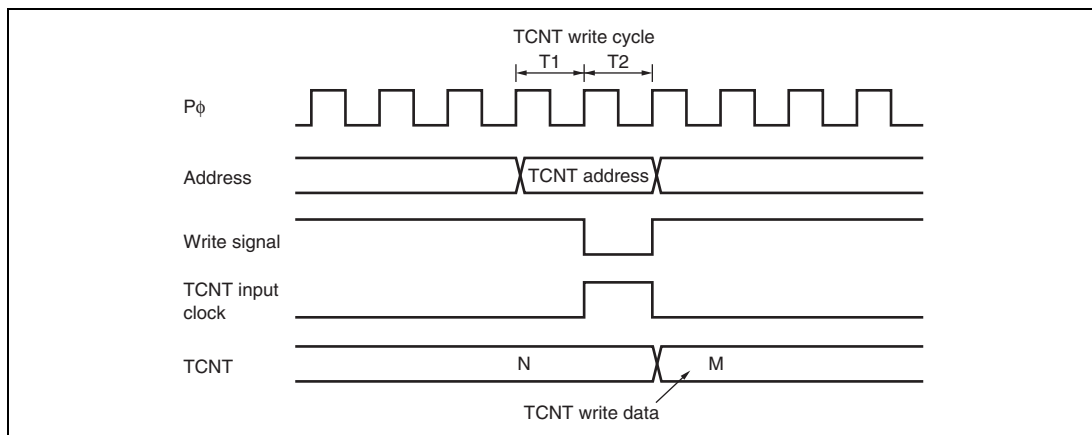 TCNT write cycle
T1 T2
Pϕ
Address
TCNT address
Write signal
TCNT input
clock
TCNT
N M
TCNT write data